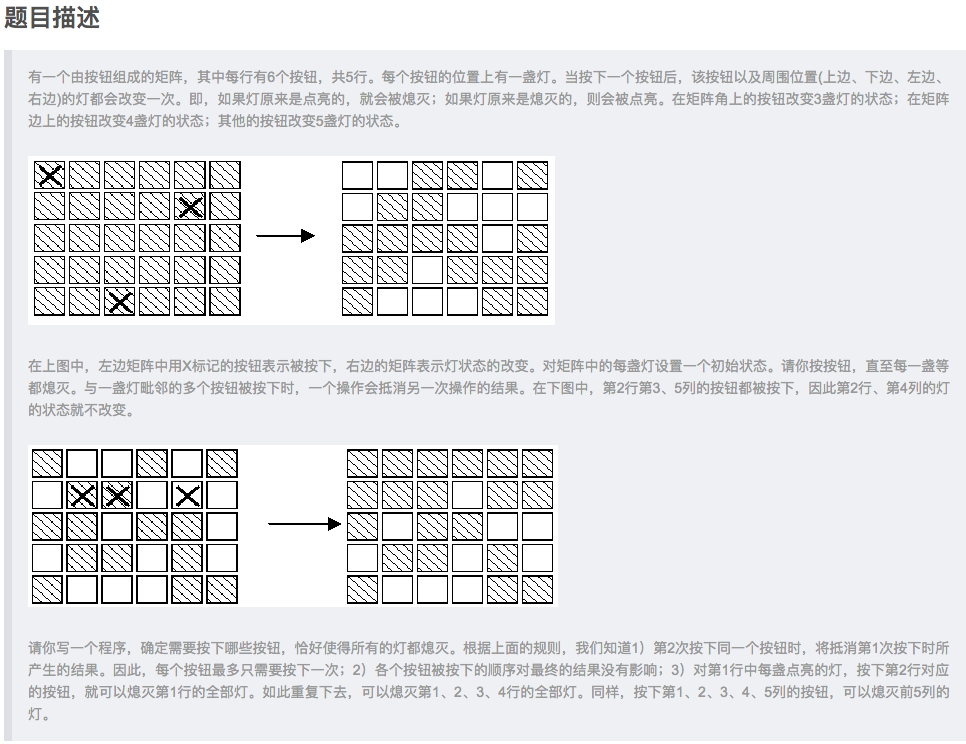 题目描述
有一个由按钮组成的矩阵，其中每行有6个按钮，共5行。每个按钮的位置上有一盏灯。当按下一个按钮后，该按钮以及周围位置(上边、下边、左边、
右边)的灯都会改变一次。即，如果灯原来是点亮的，就会被熄灭；如果灯原来是熄灭的，则会被点亮。在矩阵角上的按钮改变3盏灯的状态；在矩阵
边上的按钮改变4盏灯的状态；其他的按钮改变5盏灯的状态。
在上图中，左边矩阵中用X标记的按钮表示被按下，右边的矩阵表示灯状态的改变。对矩阵中的每盏灯设置一个初始状态。请你按按钮，直至每一盏等
都熄灭。与一盏灯毗邻的多个按钮被按下时，一个操作会抵消另一次操作的结果。在下图中，第2行第3、5列的按钮都被按下，因此第2行、第4列的灯
的状态就不改变。
请你写一个程序，确定需要按下哪些按钮，恰好使得所有的灯都熄灭。根据上面的规则，我们知道1）第2次按下同一个按钮时，将抵消第1次按下时所
产生的结果。因此，每个按钮最多只需要按下一次；2）各个按钮被按下的顺序对最终的结果没有影响；3）对第1行中每盏点亮的灯，按下第2行对应
的按钮，就可以熄灭第1行的全部灯。如此重复下去，可以熄灭第1、2、3、4行的全部灯。同样，按下第1、2、3、4、5列的按钮，可以熄灭前5列的
灯。